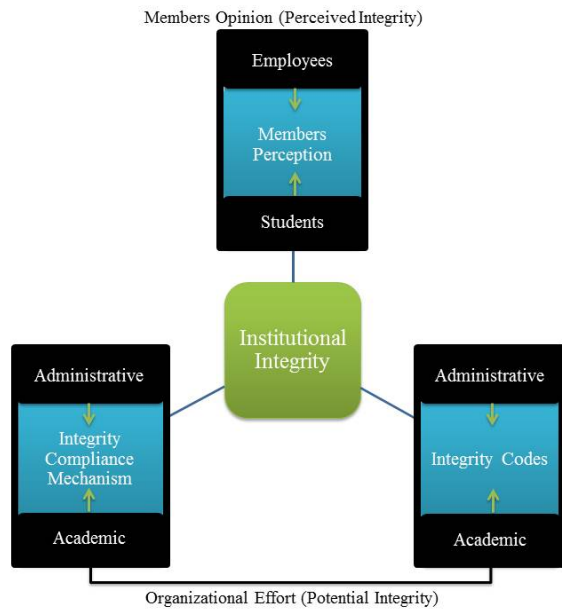 Members Opinion (Perceived Integrity)
Employees
Members
Perception
Students
Institutional
Integrity
Administrative
Integrity
Compliance
Mechanism
Academic
Administrative
Integrity Codes
Academic
Organizational Effort (Potential Integrity)